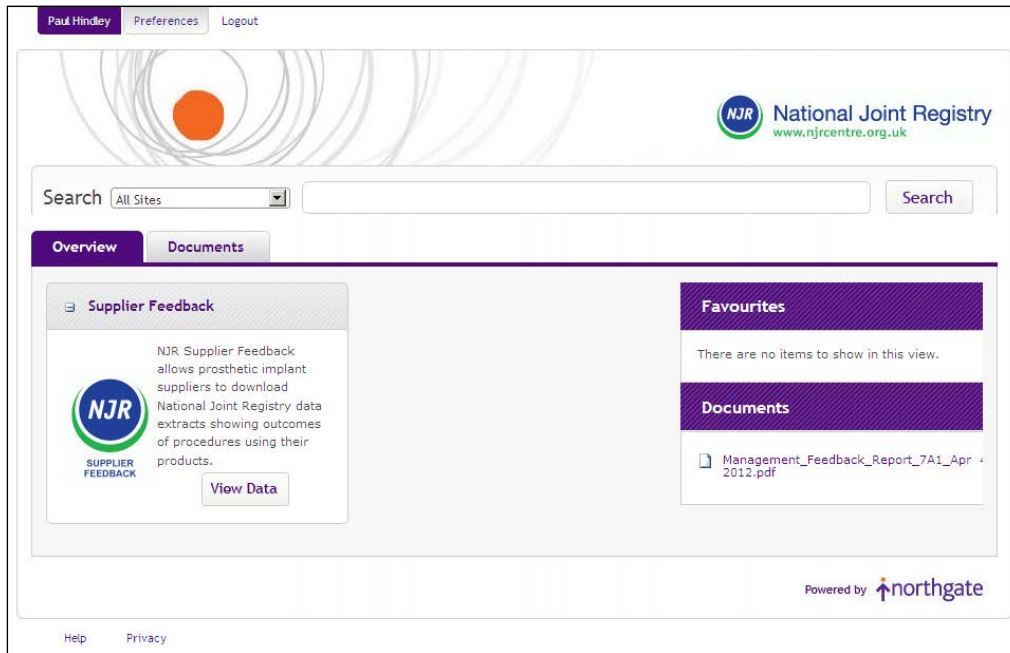 Paul Hindley Preferences Logout
NJR National Joint Registry
www.njrcentre.org.uk
Search All Sites Search
Overview Documents
Supplier Feedback
NJR Supplier Feedback
allows prosthetic implant
suppliers to download
National Joint Registry data
extracts showing outcomes
of procedures using their
products.
NJR
SUPPLIER
FEEDBACK
View Data
Favourites
There are no items to show in this view.
Documents
Management_Feedback_Report_7A1_Apr
2012.pdf
Powered by northgate
Help Privacy